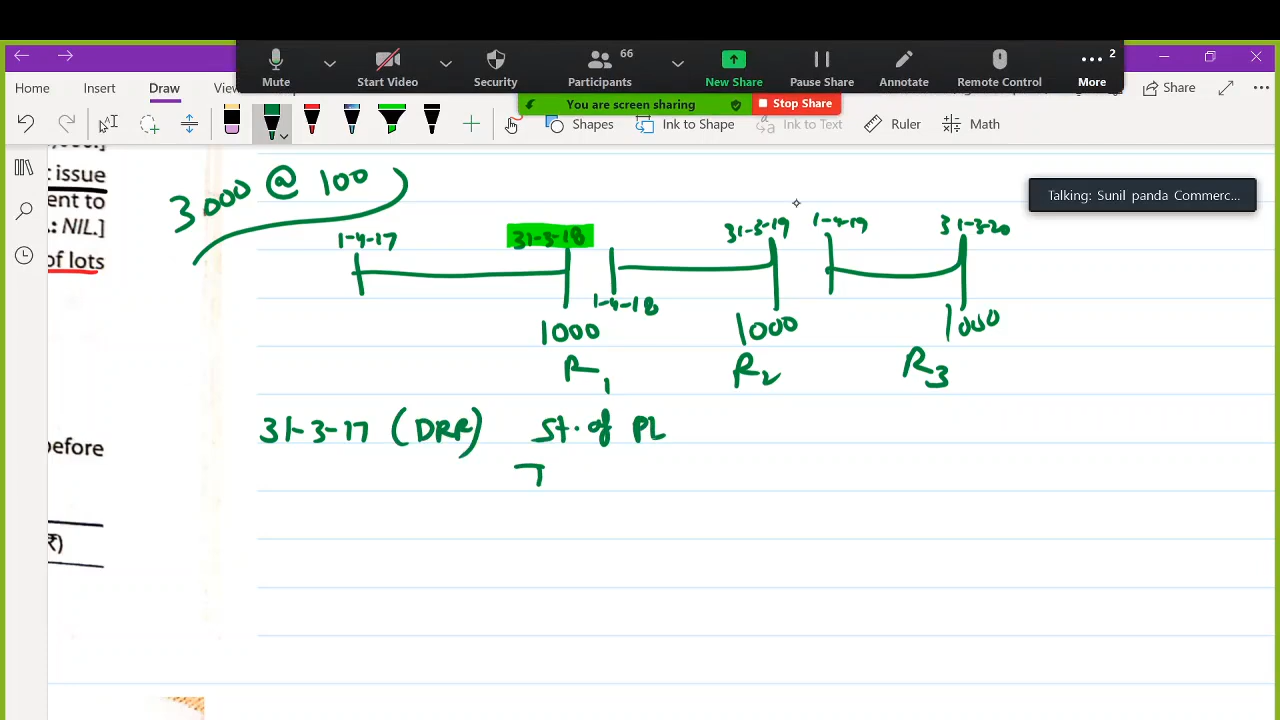 Mute
Start Video
Security
Participants 66
New Share
Pause Share
Annotate
Remote Control
2
More
You are screen sharing
Stop Share
Home
Insert
Draw
Share
Shapes
Ink to Shape
Ink to Text
Ruler
Math
Talking: Sunil panda Commerc...
t issue
ent to
.: NIL.]
of lots
efore
₹)
3000 @ 100
1-4-17
31-3-18
31-3-19
1-4-19
31-3-20
1-4-18
1000
1000
1000
R1
R2
R3
31-3-17 (DRR) St. of PL